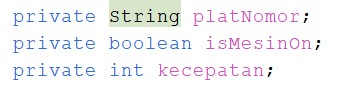 private String platNomor;
private boolean isMesinOn;
private int kecepatan;